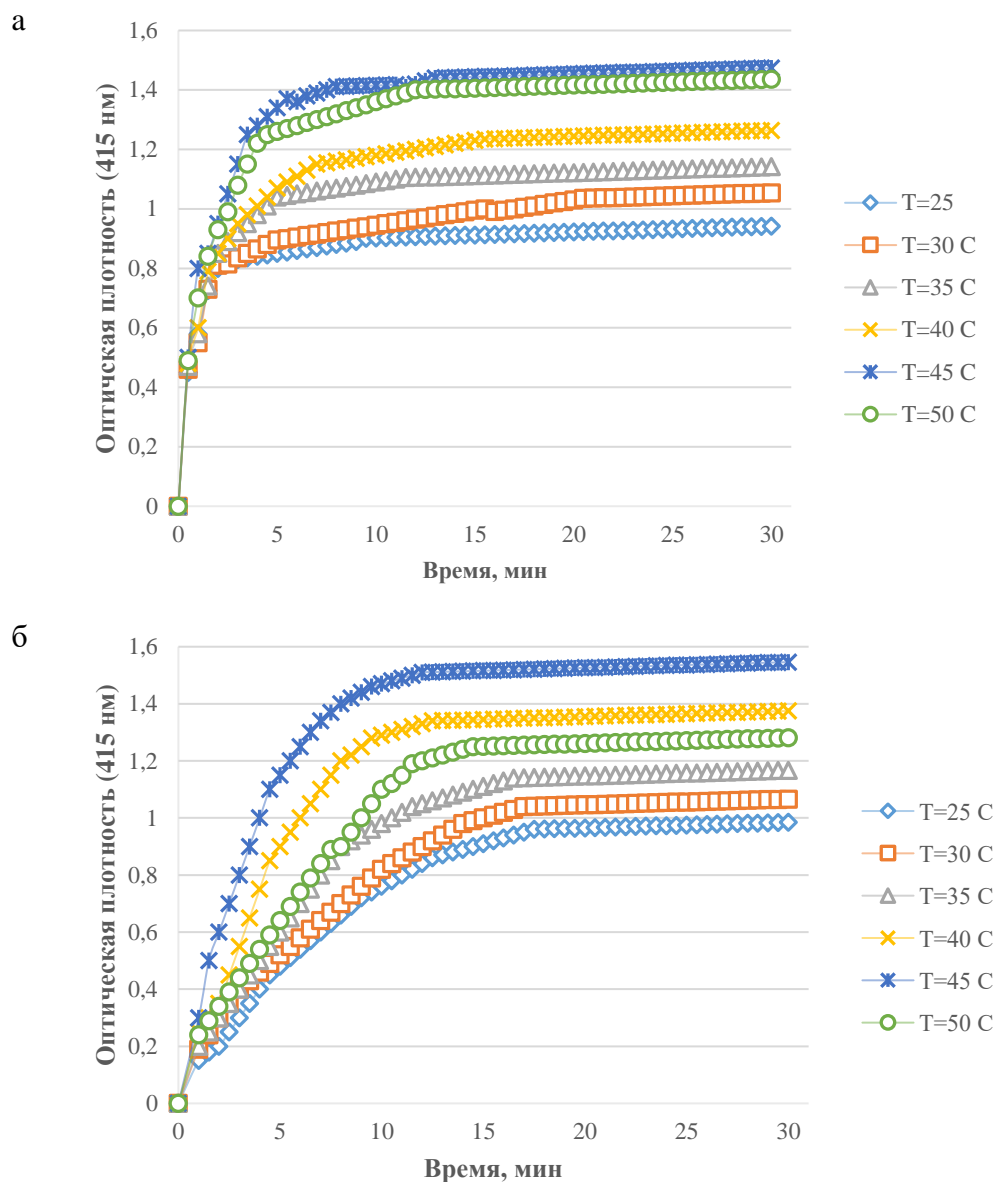 а
Оптичская плотность (415 нм)
1,6
1,4
1,2
1
0,8
0,6
0,4
0,2
0
0 5 10 15 20 25 30
Время, мин
T=25
T=30 C
T=35 C
T=40 C
T=45 C
T=50 C
б
Оптическая плотность (415 нм)
1,6
1,4
1,2
1
0,8
0,6
0,4
0,2
0
0 5 10 15 20 25 30
Время, мин
T=25 C
T=30 C
T=35 C
T=40 C
T=45 C
T=50 C